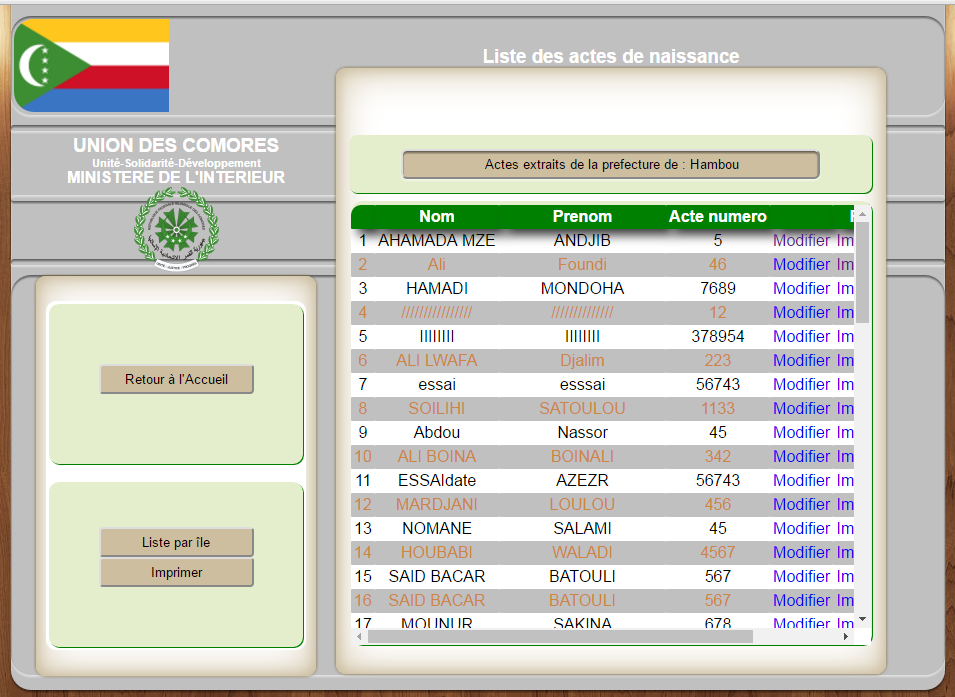 Liste des actes de naissance
UNION DES COMORES
Unité-Solidarité-Développement
MINISTERE DE L'INTERIEUR
Retour à l'Accueil
Liste par île
Imprimer
Actes extraits de la prefecture de : Hambou
Nom Prenom Acte numero
1 AHAMADA MZE ANDJIB 5 Modifier Im
2 Ali Foundi 46 Modifier Im
3 HAMADI MONDOHA 7689 Modifier Im
4 /////////////// ///////////// 12 Modifier Im
5 llllllll llllllll 378954 Modifier Im
6 ALI LWAFA Djalim 223 Modifier Im
7 essai esssai 56743 Modifier Im
8 SOILIHI SATOULOU 1133 Modifier Im
9 Abdou Nassor 45 Modifier Im
10 ALI BOINA BOINALI 342 Modifier Im
11 ESSAIdate AZEZR 56743 Modifier Im
12 MARDJANI LOULOU 456 Modifier Im
13 NOMANE SALAMI 45 Modifier Im
14 HOUBABI WALADI 4567 Modifier Im
15 SAID BACAR BATOULI 567 Modifier Im
16 SAID BACAR BATOULI 567 Modifier Im
17 MOUNUR SAKINA 678 Modifier Im